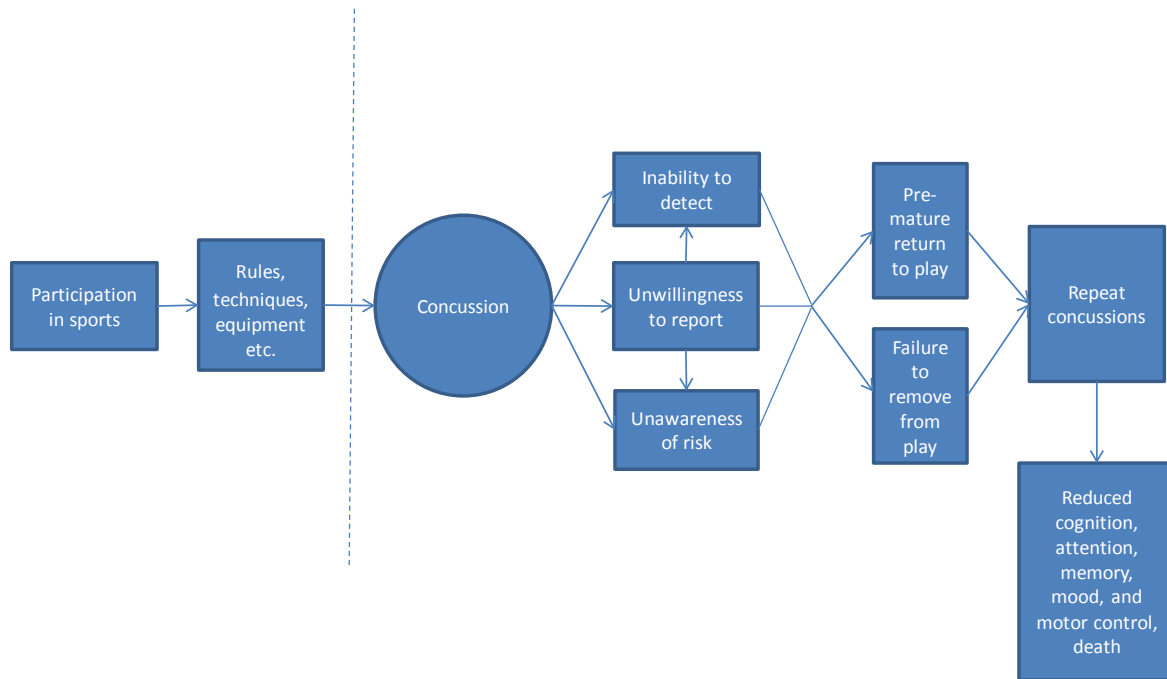 Participation
in sports
Rules,
techniques,
equipment
etc.
Concussion
Inability to
detect
Unwillingness
to report
Unawareness
of risk
Pre-
mature
return
to play
Failure
to
remove
from
play
Repeat
concussions
Reduced
cognition,
attention,
memory,
mood, and
motor control,
death